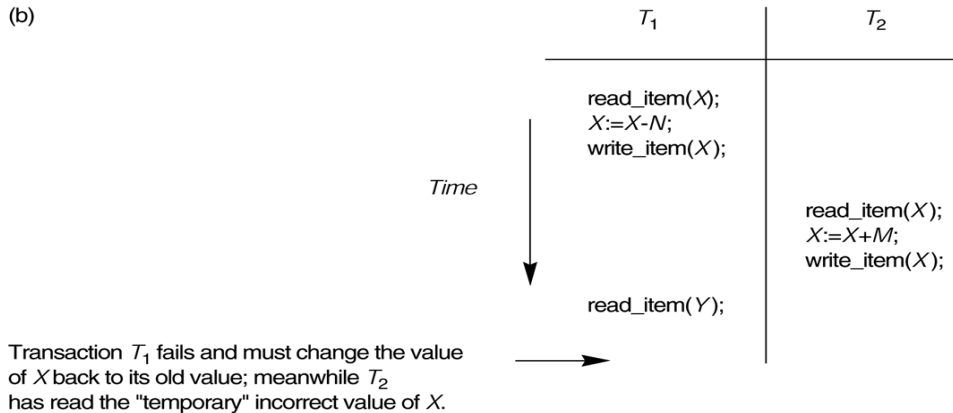 (b)
T1
T2
read_item(X);
X:=X-N;
write_item(X);
Time
read_item(X);
X:=X+M;
write_item(X);
read_item(Y);
Transaction T1 fails and must change the value
of X back to its old value; meanwhile T2
has read the "temporary" incorrect value of X.